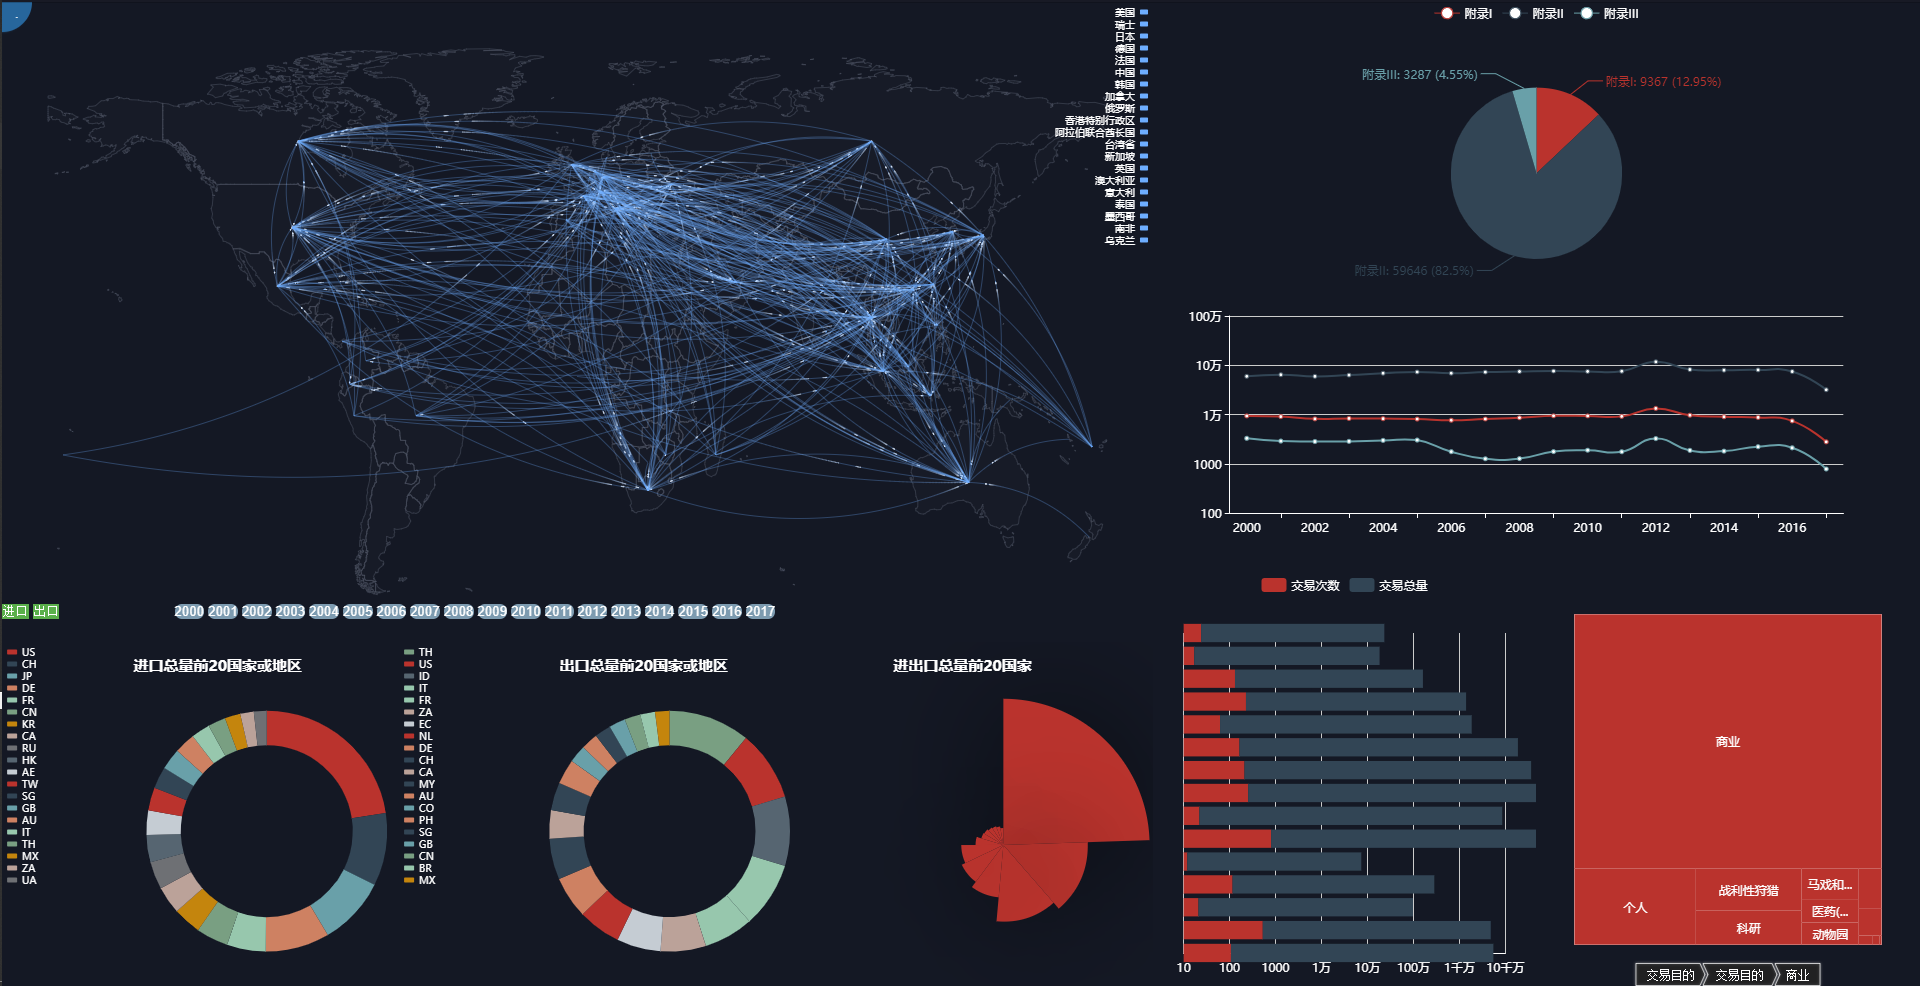 美国
瑞士
日本
德国
法国
中国
韩国
加拿大
俄罗斯
香港特别行政区
阿拉伯联合酋长国
台湾省
新加坡
英国
澳大利亚
意大利
泰国
墨西哥
南非
乌克兰
附录I 附录II 附录III
附录III: 3287 (4.55%)
附录I: 9367 (12.95%)
附录II: 59646 (82.5%)
100万
10万
1万
1000
100
2000 2002 2004 2006 2008 2010 2012 2014 2016
进口 出口
2000 2001 2002 2003 2004 2005 2006 2007 2008 2009 2010 2011 2012 2013 2014 2015 2016 2017
进口总量前20国家或地区
US
CH
JP
DE
FR
CN
KR
CA
RU
HK
AE
TW
SG
GB
AU
IT
TH
MX
ZA
UA
出口总量前20国家或地区
TH
US
ID
IT
FR
ZA
EC
NL
DE
CH
CA
MY
AU
CO
PH
SG
GB
CN
BR
MX
进出口总量前20国家
交易次数 交易总量
10 100 1000 1万 10万 100万 1千万 10千万
商业
个人
战利性狩猎
科研
马戏和...
医药(...
动物园
交易目的 交易目的 商业